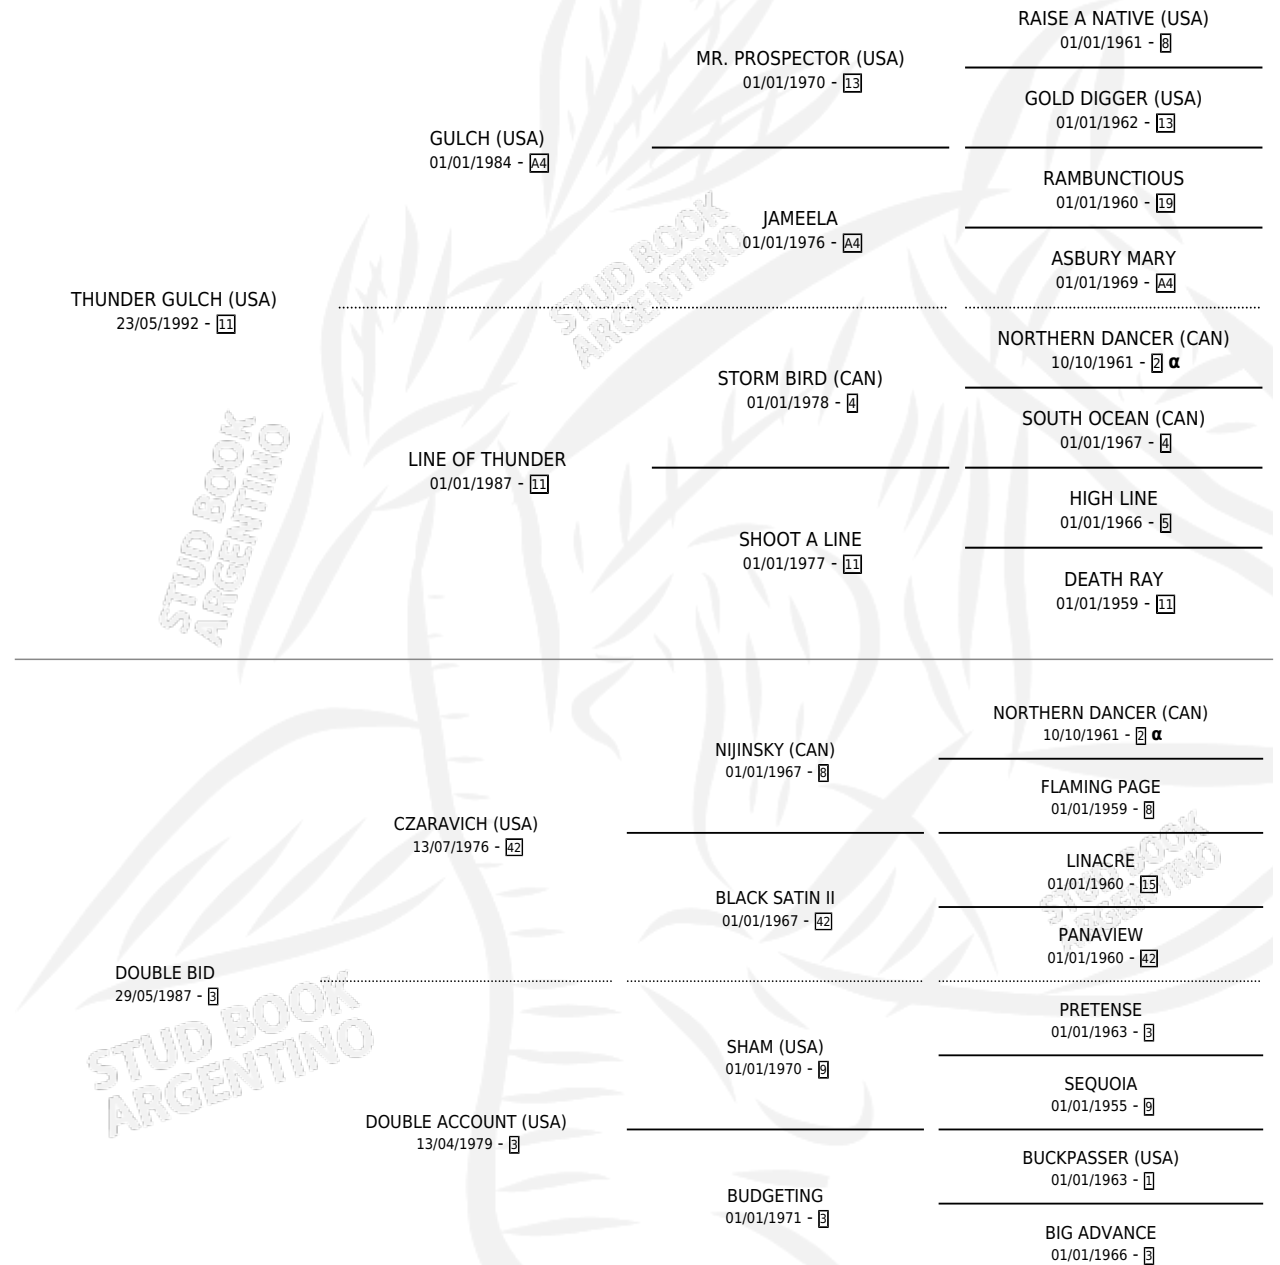 RAISE A NATIVE (USA)
01/01/1961 - 8
MR. PROSPECTOR (USA)
01/01/1970 - 13
GOLD DIGGER (USA)
01/01/1962 - 13
GULCH (USA)
01/01/1984 - A4
RAMBUNCTIOUS
01/01/1960 - 19
JAMEELA
01/01/1976 - A4
ASBURY MARY
01/01/1969 - A4
THUNDER GULCH (USA)
23/05/1992 - 11
NORTHERN DANCER (CAN)
10/10/1961 - 2 α
STORM BIRD (CAN)
01/01/1978 - 4
SOUTH OCEAN (CAN)
01/01/1967 - 4
LINE OF THUNDER
01/01/1987 - 11
HIGH LINE
01/01/1966 - 5
SHOOT A LINE
01/01/1977 - 11
DEATH RAY
01/01/1959 - 11
NORTHERN DANCER (CAN)
10/10/1961 - 2 α
NIJINSKY (CAN)
01/01/1967 - 8
FLAMING PAGE
01/01/1959 - 8
CZARAVICH (USA)
13/07/1976 - 42
LINACRE
01/01/1960 - 15
BLACK SATIN II
01/01/1967 - 42
PANAVIEW
01/01/1960 - 42
DOUBLE BID
29/05/1987 - 3
PRETENSE
01/01/1963 - 3
SHAM (USA)
01/01/1970 - 9
SEQUOIA
01/01/1955 - 9
DOUBLE ACCOUNT (USA)
13/04/1979 - 3
BUCKPASSER (USA)
01/01/1963 - 1
BUDGETING
01/01/1971 - 3
BIG ADVANCE
01/01/1966 - 3
STUD BOOK
ARGENTINO
STUD BOOK
ARGENTINO
STUD BOOK
ARGENTINO
STUD BOOK
ARGENTINO